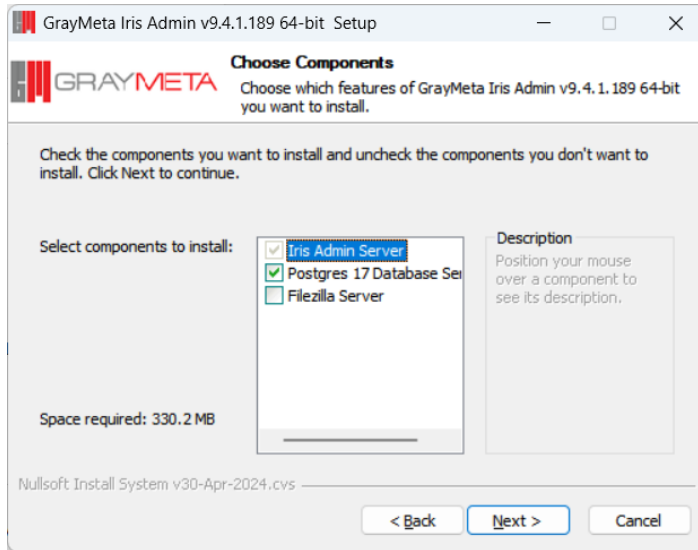 GrayMeta Iris Admin v9.4.1.189 64-bit Setup
GRAYMETA
Choose Components
Choose which features of GrayMeta Iris Admin v9.4.1.189 64-bit
you want to install.
Check the components you want to install and uncheck the components you don't want to
install. Click Next to continue.
Select components to install:
Iris Admin Server
Postgres 17 Database Ser
Filezilla Server
Description
Position your mouse
over a component to
see its description.
Space required: 330.2 MB
Nullsoft Install System v30-Apr-2024.cvs
< Back
Next >
Cancel